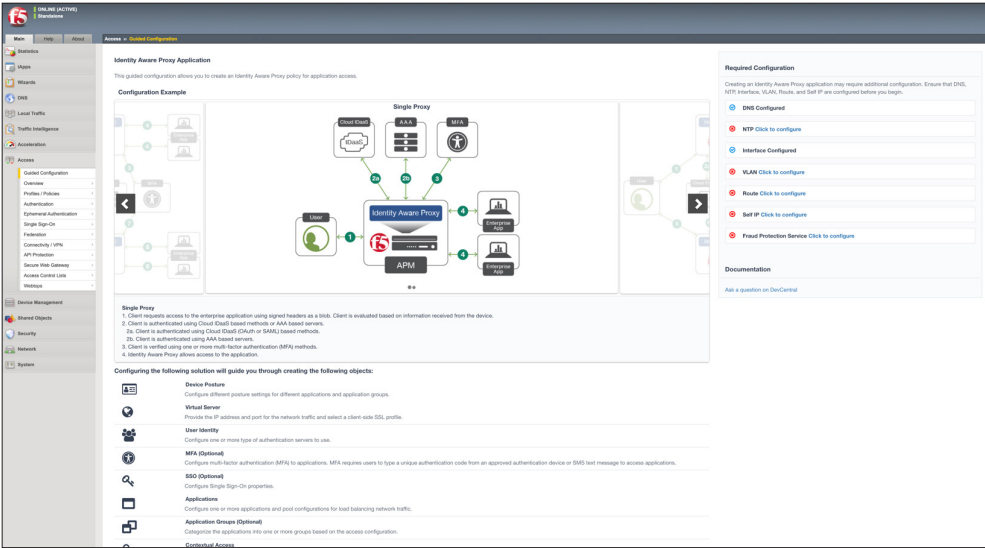 f5
ONLINE (ACTIVE)
Standalone
Main
Help
About
Access » Guided Configuration
Statistics
iApps
Wizards
DNS
Local Traffic
Traffic Intelligence
Acceleration
Access
Guided Configuration
Overview
Profiles / Policies
Authentication
Ephemeral Authentication
Single Sign-On
Federation
Connectivity / VPN
API Protection
Secure Web Gateway
Access Control Lists
Webtops
Device Management
Shared Objects
Security
Network
System
Identity Aware Proxy Application
This guided configuration allows you to create an Identity Aware Proxy policy for application access.
Configuration Example
Single Proxy
Cloud IDaaS
AAA
MFA
IDaaS
2a
2b
3
User
1
Identity Aware Proxy
f5
APM
4
Enterprise App
4
Enterprise App
Single Proxy
1. Client requests access to the enterprise application using signed headers as a blob. Client is evaluated based on information received from the device.
2. Client is authenticated using Cloud IDaaS based methods or AAA based servers.
2a. Client is authenticated using Cloud IDaaS (OAuth or SAML) based methods.
2b. Client is authenticated using AAA based servers.
3. Client is verified using one or more multi-factor authentication (MFA) methods.
4. Identity Aware Proxy allows access to the application.
Configuring the following solution will guide you through creating the following objects:
Device Posture
Configure different posture settings for different applications and application groups.
Virtual Server
Provide the IP address and port for the network traffic and select a client-side SSL profile.
User Identity
Configure one or more type of authentication servers to use.
MFA (Optional)
Configure multi-factor authentication (MFA) to applications. MFA requires users to type a unique authentication code from an approved authentication device or SMS text message to access applications.
SSO (Optional)
Configure Single Sign-On properties.
Applications
Configure one or more applications and pool configurations for load balancing network traffic.
Application Groups (Optional)
Categorize the applications into one or more groups based on the access configuration.
Contextual Access
Required Configuration
Creating an Identity Aware Proxy application may require additional configuration. Ensure that DNS,
NTP, Interface, VLAN, Route, and Self IP are configured before you begin.
DNS Configured
NTP Click to configure
Interface Configured
VLAN Click to configure
Route Click to configure
Self IP Click to configure
Fraud Protection Service Click to configure
Documentation
Ask a question on DevCentral